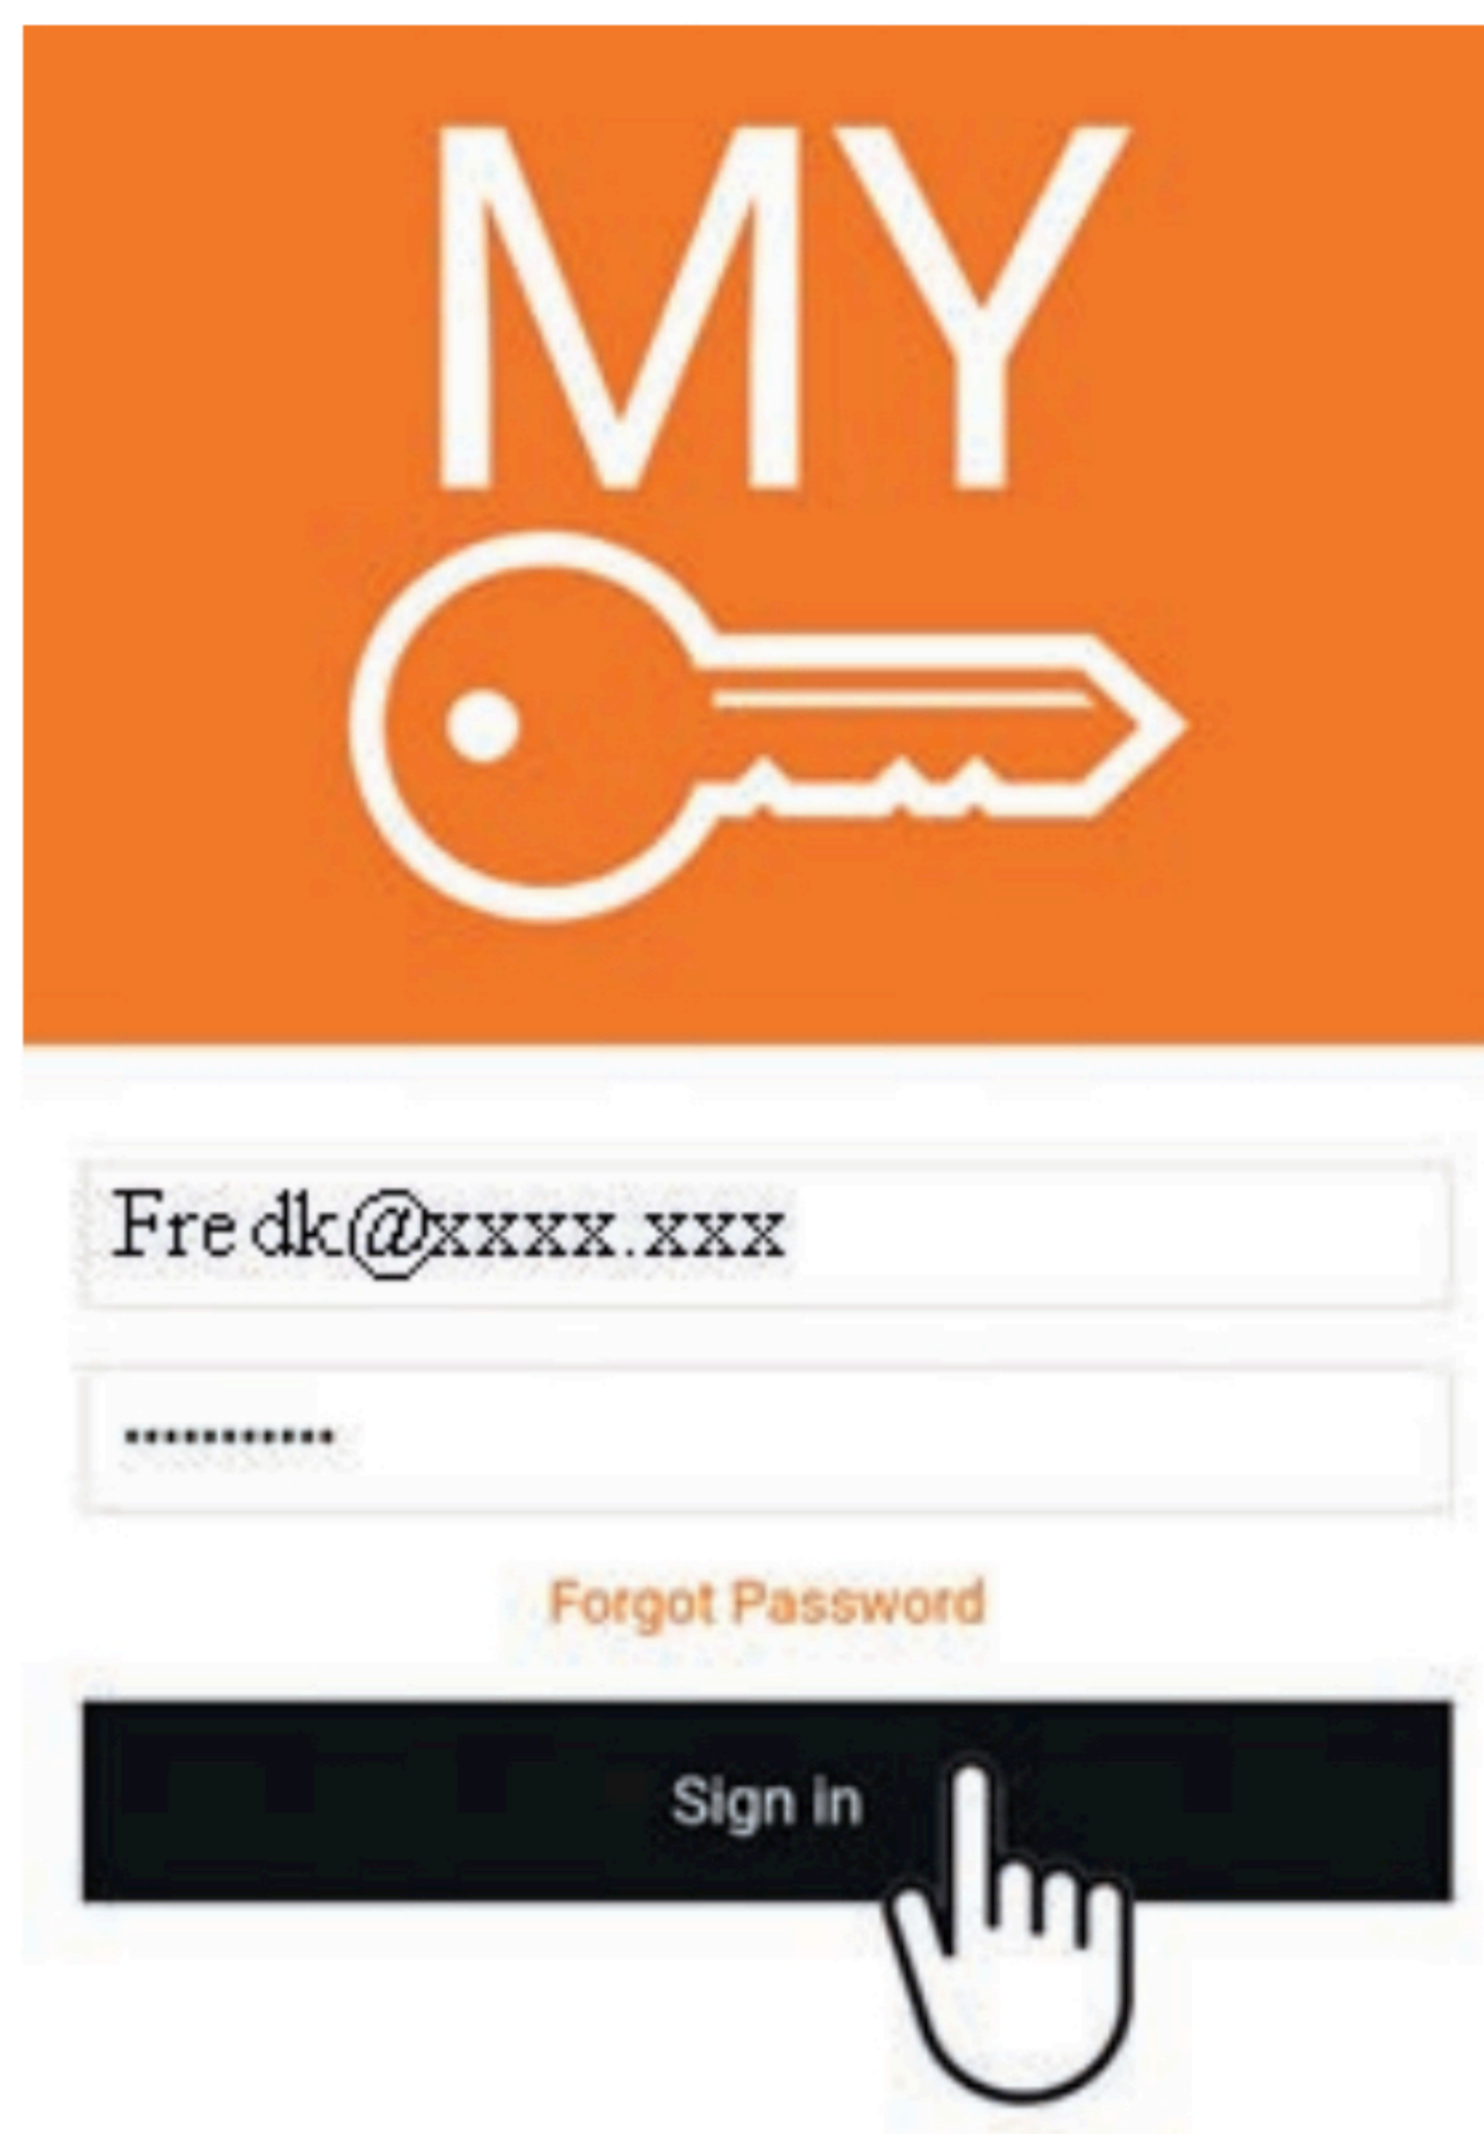 MY
Fredk@xxxx.xxx
...........
Forgot Password
Sign in